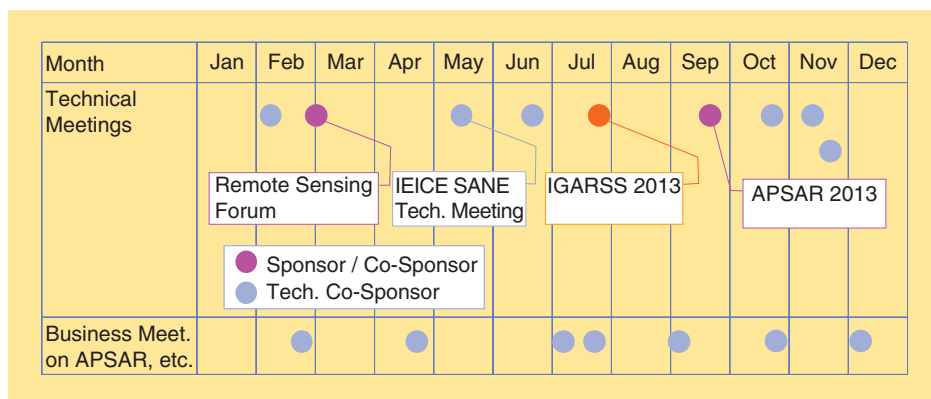 Month Jan Feb Mar Apr May Jun Jul Aug Sep Oct Nov Dec
Technical
Meetings
Remote Sensing
Forum
IEICE SANE
Tech. Meeting
IGARSS 2013
APSAR 2013
Sponsor / Co-Sponsor
Tech. Co-Sponsor
Business Meet.
on APSAR, etc.